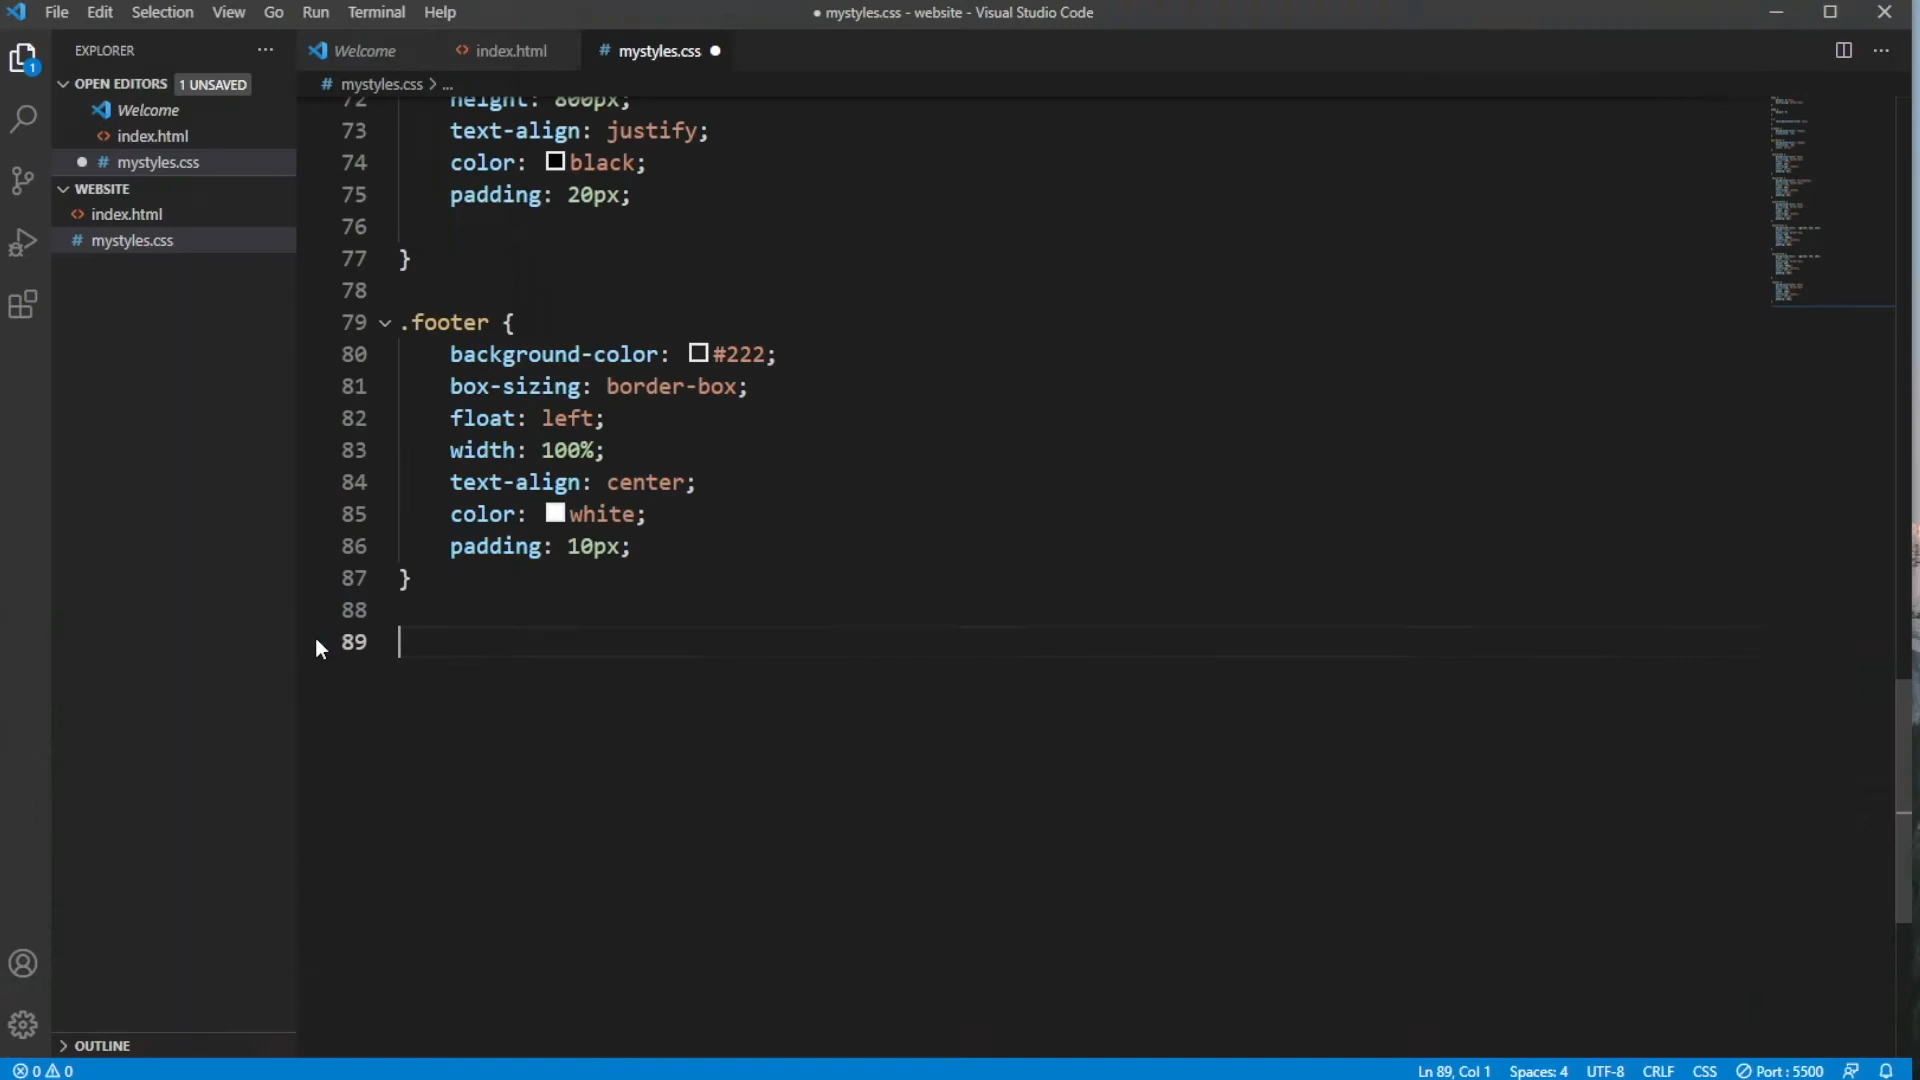 File Edit Selection View Go Run Terminal Help
● mystyles.css - website - Visual Studio Code
EXPLORER
OPEN EDITORS 1 UNSAVED
Welcome
index.html
mystyles.css
WEBSITE
index.html
mystyles.css
OUTLINE
Welcome index.html mystyles.css
mystyles.css > ...
72 height: 800px;
73 text-align: justify;
74 color: black;
75 padding: 20px;
76
77 }
78
79 .footer {
80 background-color: #222;
81 box-sizing: border-box;
82 float: left;
83 width: 100%;
84 text-align: center;
85 color: white;
86 padding: 10px;
87 }
88
89
1
0 0 Ln 89, Col 1 Spaces: 4 UTF-8 CRLF CSS Port : 5500